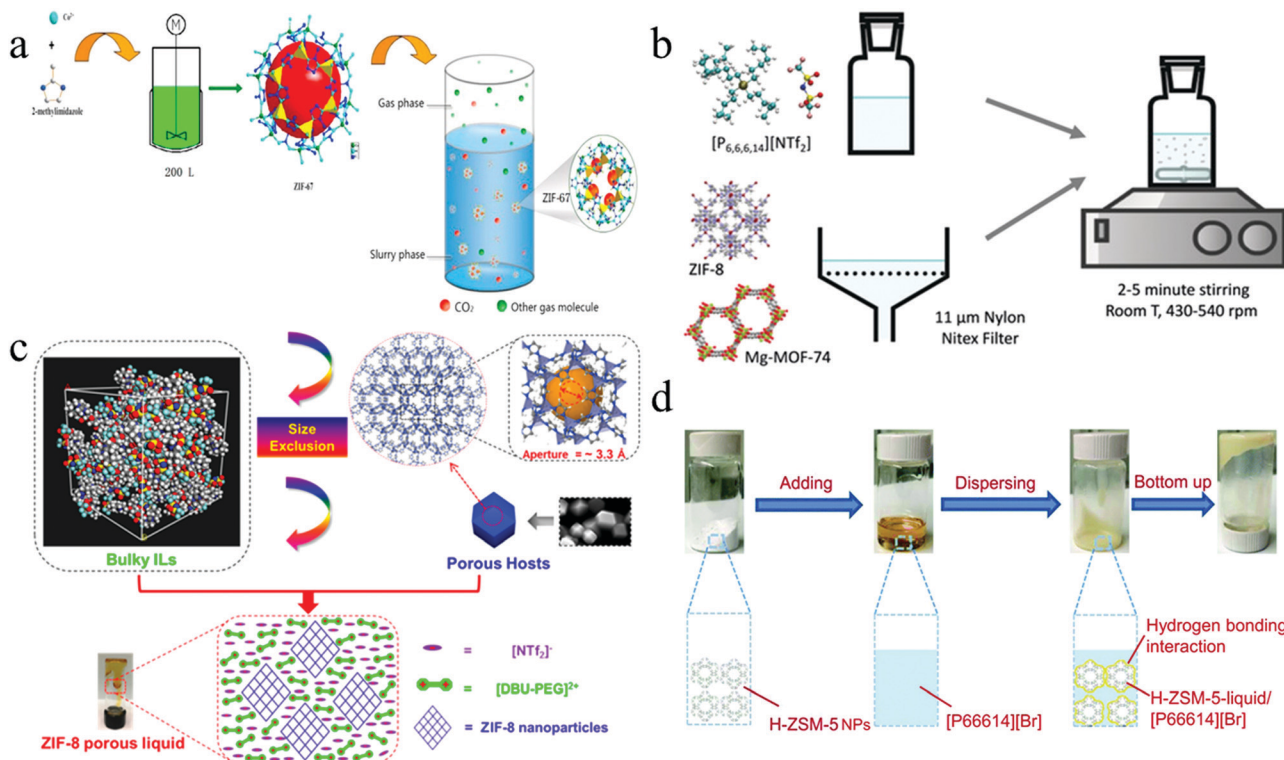 a
Co2+
+
2-methylimidazole
M
200 L
ZIF-67
Gas phase
Slurry phase
ZIF-67
CO2
Other gas molecule
b
[P6,6,6,14][NTf2]
ZIF-8
Mg-MOF-74
11 μm Nylon
Nitex Filter
2-5 minute stirring
Room T, 430-540 rpm
c
Bulky ILs
Size
Exclusion
Aperture = ~ 3.3 Å
Porous Hosts
ZIF-8 porous liquid
= [NTf2]-
= [DBU-PEG]2+
= ZIF-8 nanoparticles
d
Adding
Dispersing
Bottom up
H-ZSM-5 NPs
[P66614][Br]
Hydrogen bonding
interaction
H-ZSM-5-liquid/
[P66614][Br]